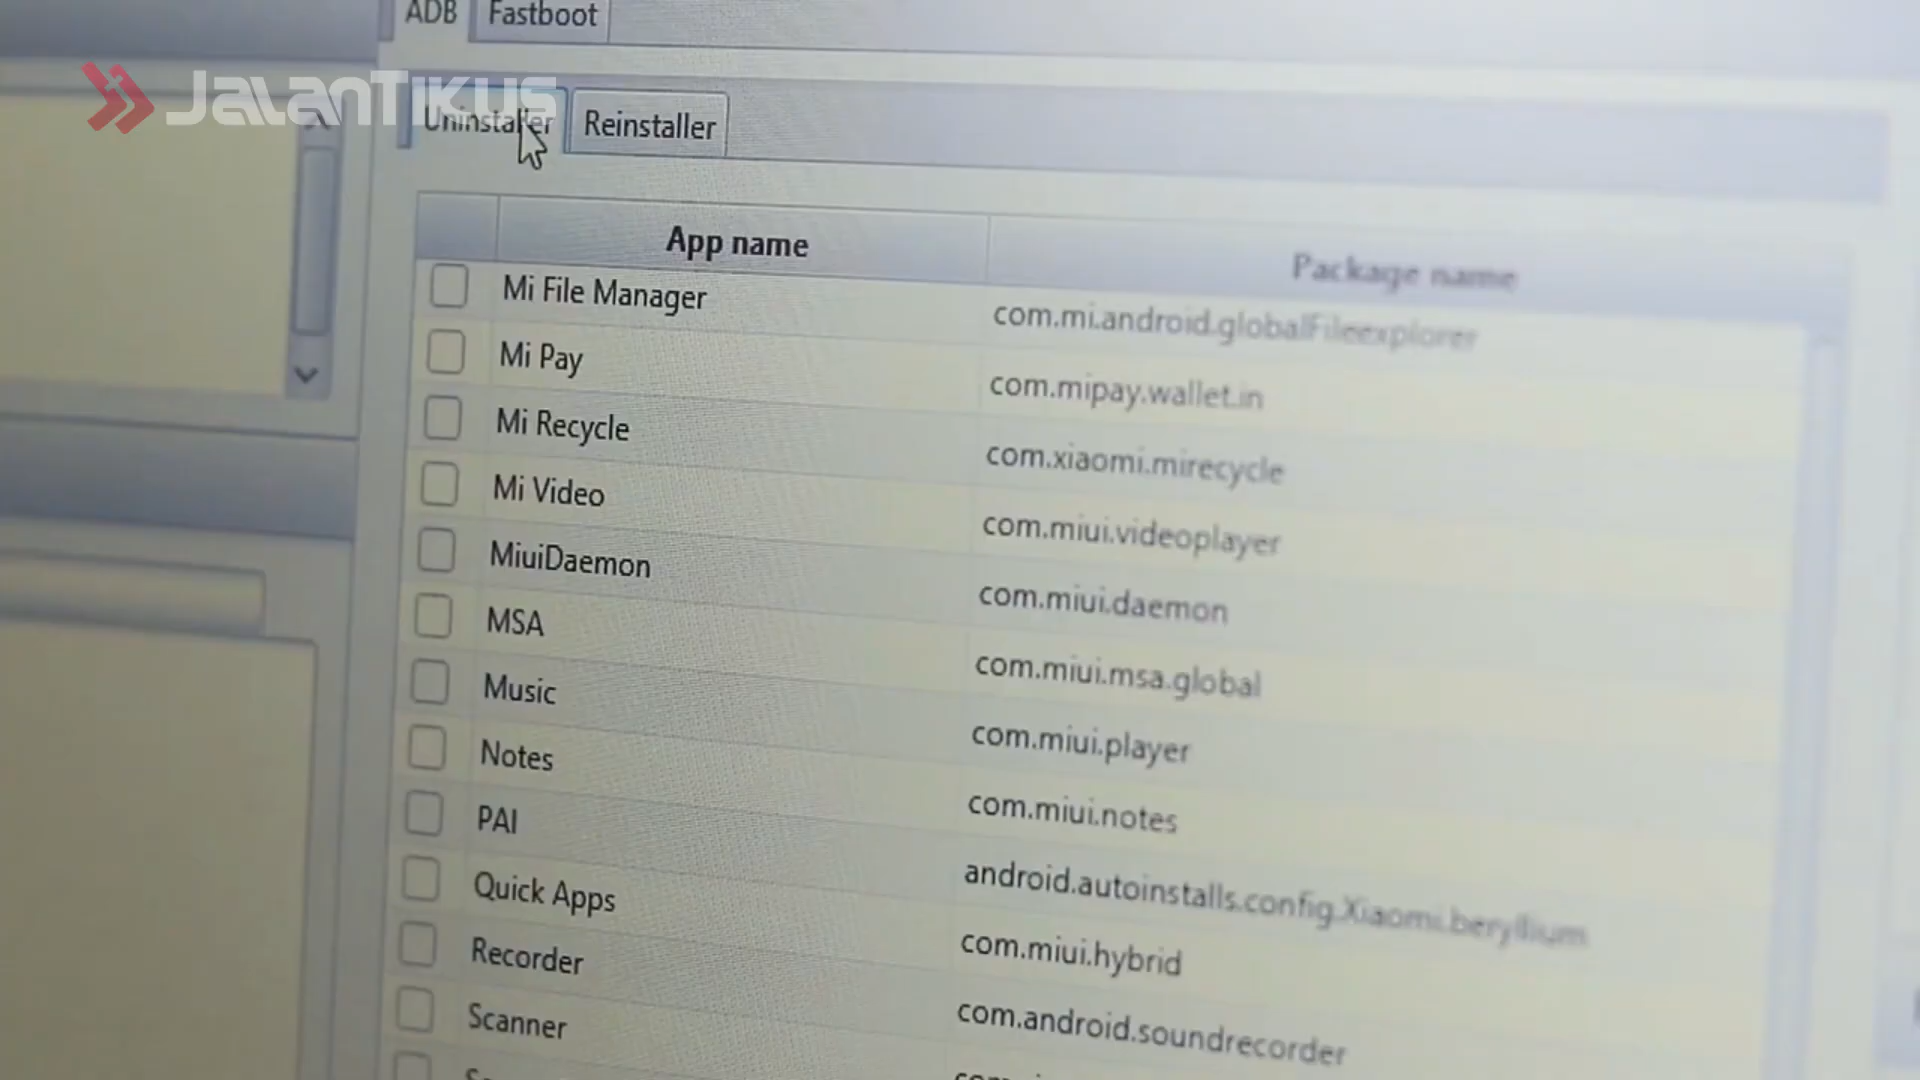 ADB Fastboot
JALANTIKUS
Uninstaller Reinstaller
App name Package name
Mi File Manager com.mi.android.globalFileexplorer
Mi Pay com.mipay.wallet.in
Mi Recycle com.xiaomi.mirecycle
Mi Video com.miui.videoplayer
MiuiDaemon com.miui.daemon
MSA com.miui.msa.global
Music com.miui.player
Notes com.miui.notes
PAI android.autoinstalls.config.Xiaomi.beryllium
Quick Apps com.miui.hybrid
Recorder com.android.soundrecorder
Scanner